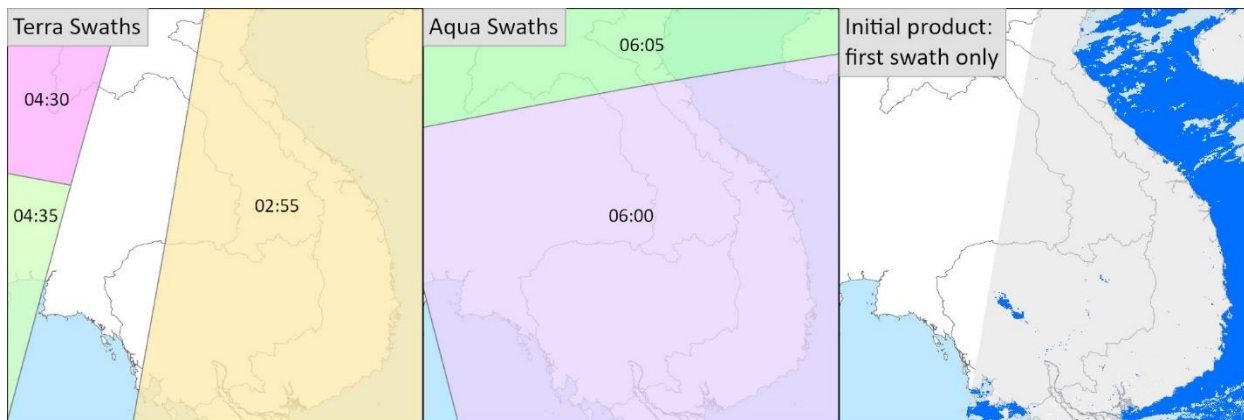 Terra Swaths
04:30
04:35
02:55
Aqua Swaths
06:05
06:00
Initial product:
first swath only